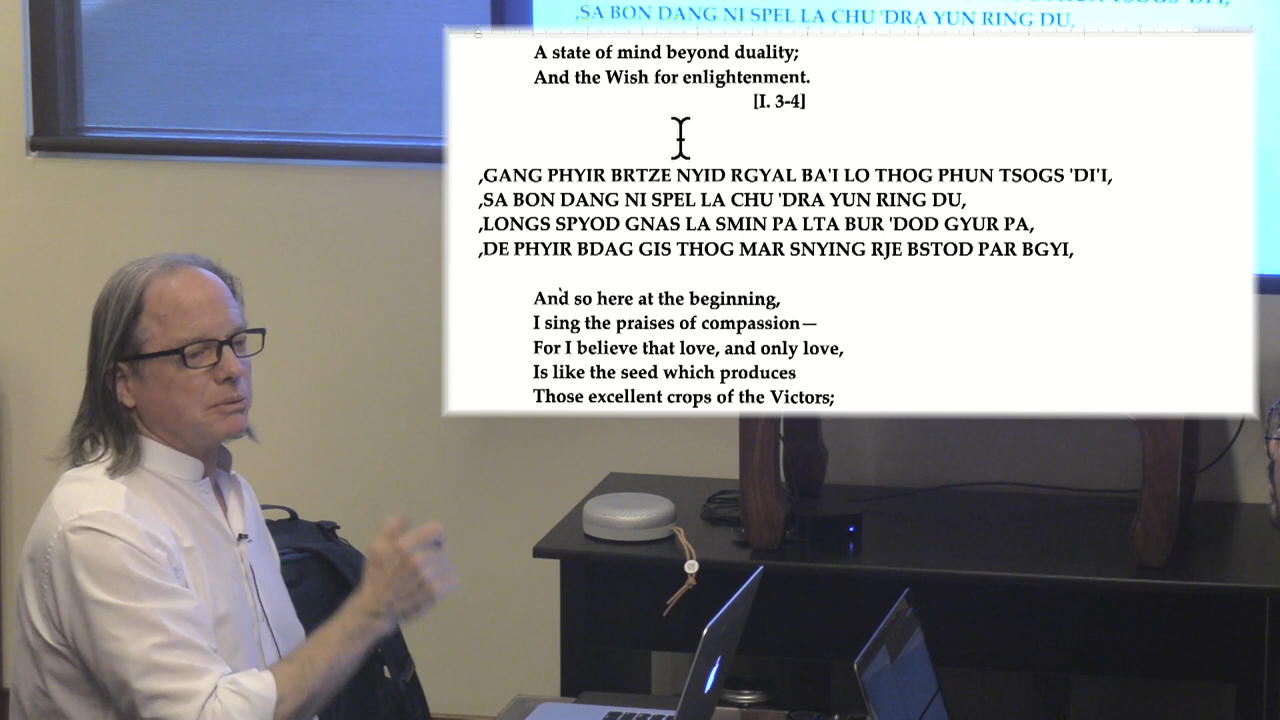 ,SA BON DANG NI SPEL LA CHU 'DRA YUN RING DU,
A state of mind beyond duality;
And the Wish for enlightenment.
[I. 3-4]
,GANG PHYIR BRTZE NYID RGYAL BA'I LO THOG PHUN TSOGS 'DI'I,
,SA BON DANG NI SPEL LA CHU 'DRA YUN RING DU,
,LONGS SPYOD GNAS LA SMIN PA LTA BUR 'DOD GYUR PA,
,DE PHYIR BDAG GIS THOG MAR SNYING RJE BSTOD PAR BGYI,
And so here at the beginning,
I sing the praises of compassion—
For I believe that love, and only love,
Is like the seed which produces
Those excellent crops of the Victors;